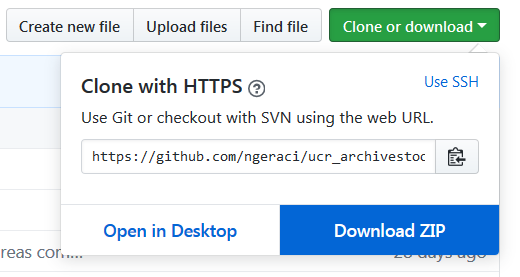 Create new file Upload files Find file Clone or download
Clone with HTTPS ?
Use SSH
Use Git or checkout with SVN using the web URL.
https://github.com/ngeraci/ucr_archivestoo
Open in Desktop Download ZIP
reas com... 20 days ago